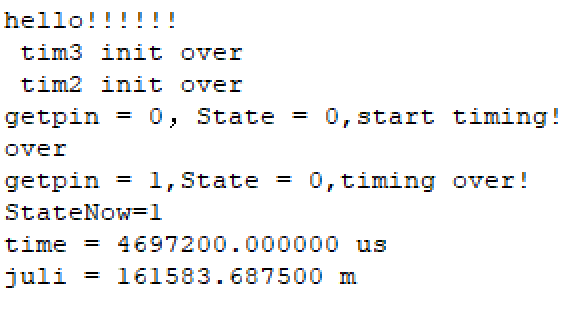 hello!!!!!!
tim3 init over
tim2 init over
getpin = 0, State = 0,start timing!
over
getpin = 1,State = 0,timing over!
StateNow=1
time = 4697200.000000 us
juli = 161583.687500 m